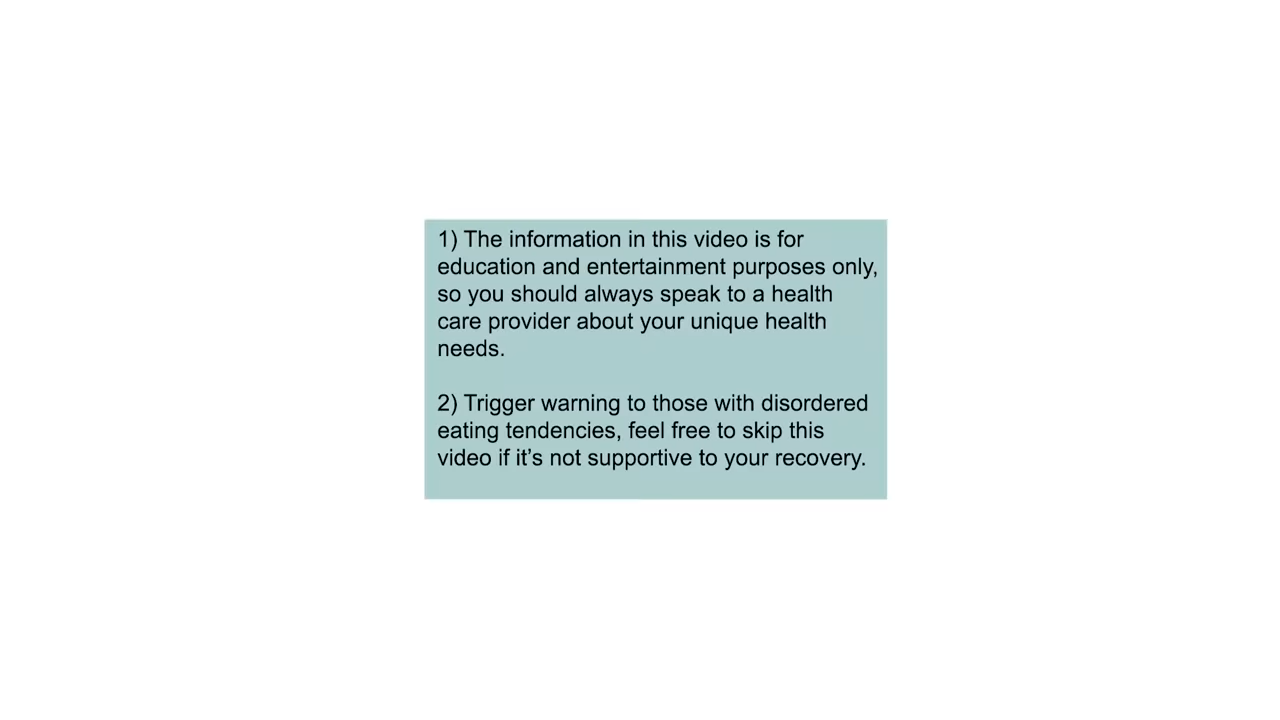 1) The information in this video is for
education and entertainment purposes only,
so you should always speak to a health
care provider about your unique health
needs.
2) Trigger warning to those with disordered
eating tendencies, feel free to skip this
video if it’s not supportive to your recovery.